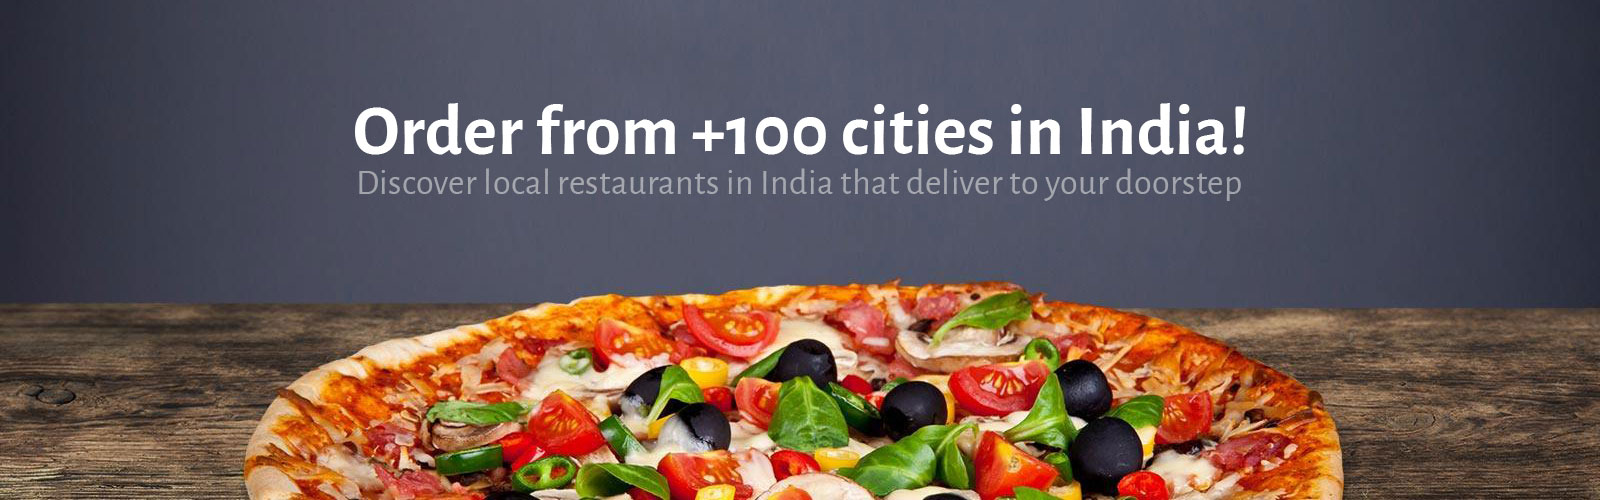 Order from +100 cities in India!
Discover local restaurants in India that deliver to your doorstep